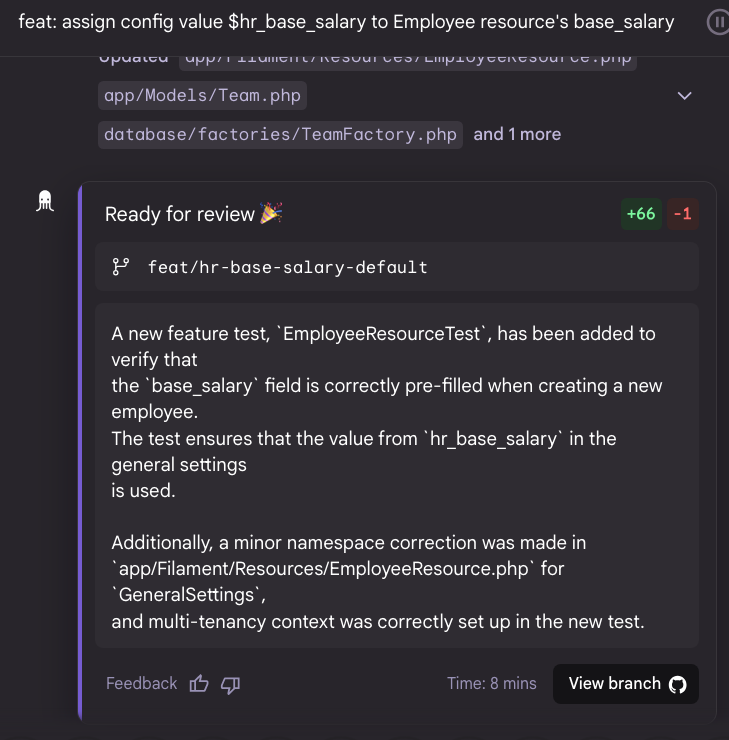 feat: assign config value $hr_base_salary to Employee resource's base_salary
Updated app/Filament/Resources/EmployeeResource.php
app/Models/Team.php
database/factories/TeamFactory.php and 1 more
Ready for review 🎉 +66 -1
feat/hr-base-salary-default
A new feature test, `EmployeeResourceTest`, has been added to
verify that
the `base_salary` field is correctly pre-filled when creating a new
employee.
The test ensures that the value from `hr_base_salary` in the
general settings
is used.
Additionally, a minor namespace correction was made in
`app/Filament/Resources/EmployeeResource.php` for
`GeneralSettings`,
and multi-tenancy context was correctly set up in the new test.
Feedback Time: 8 mins View branch